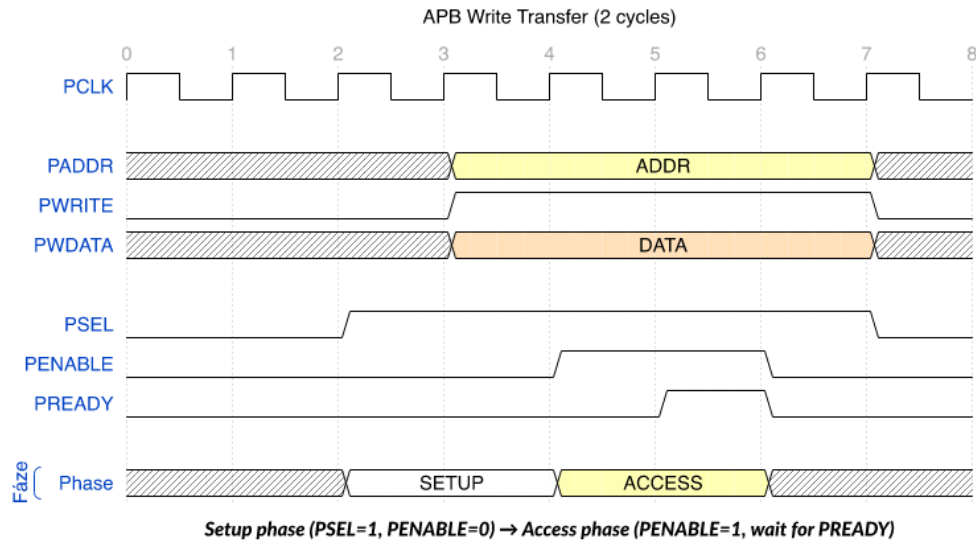 APB Write Transfer (2 cycles)
0 1 2 3 4 5 6 7 8
PCLK
PADDR ADDR
PWRITE
PWDATA DATA
PSEL
PENABLE
PREADY
Fáze
Phase SETUP ACCESS
Setup phase (PSEL=1, PENABLE=0) → Access phase (PENABLE=1, wait for PREADY)